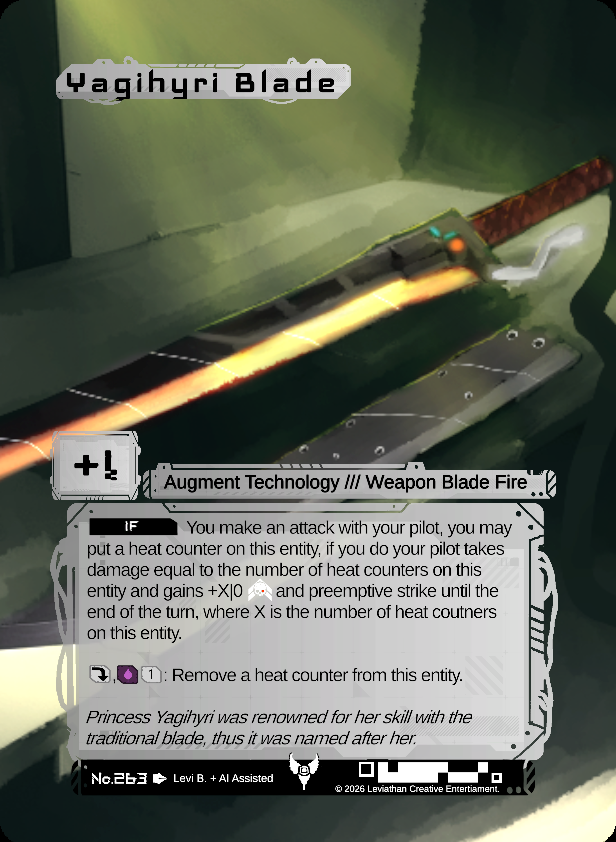 Yagihyri Blade
+1
Augment Technology /// Weapon Blade Fire
IF You make an attack with your pilot, you may
put a heat counter on this entity, if you do your pilot takes
damage equal to the number of heat counters on this
entity and gains +X|0 and preemptive strike until the
end of the turn, where X is the number of heat coutners
on this entity.
, 1 : Remove a heat counter from this entity.
Princess Yagihyri was renowned for her skill with the
traditional blade, thus it was named after her.
No.263 Levi B. + AI Assisted
© 2026 Leviathan Creative Entertiament.